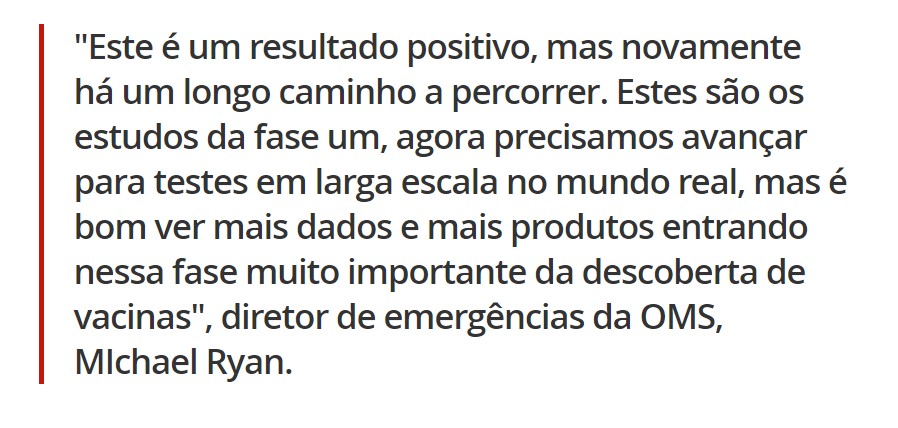 "Este é um resultado positivo, mas novamente
há um longo caminho a percorrer. Estes são os
estudos da fase um, agora precisamos avançar
para testes em larga escala no mundo real, mas é
bom ver mais dados e mais produtos entrando
nessa fase muito importante da descoberta de
vacinas", diretor de emergências da OMS,
MIchael Ryan.